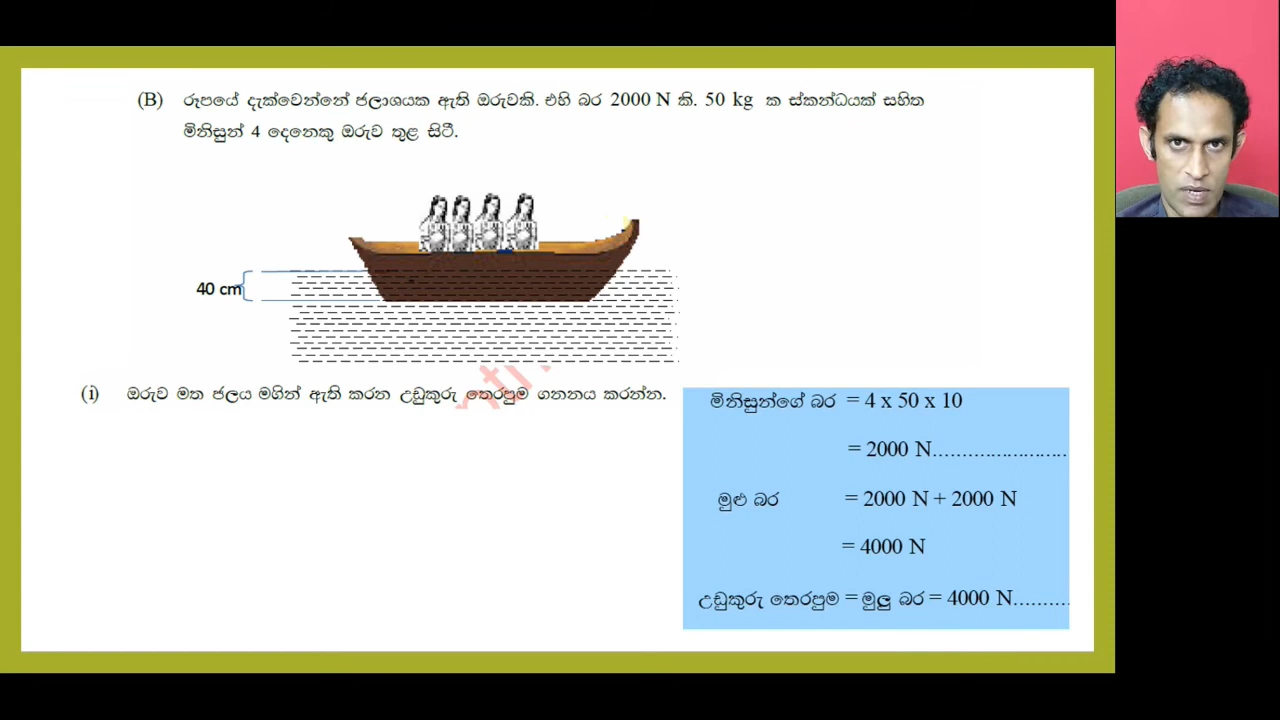 (B) රූපයේ දැක්වෙන්නේ ජලාශයක ඇති ඔරුවකි. එහි බර 2000 N කි. 50 kg ක ස්කන්ධයක් සහිත
මිනිසුන් 4 දෙනෙකු ඔරුව තුළ සිටී.
40 cm
(i) ඔරුව මත ජලය මගින් ඇති කරන උඩුකුරු තෙරපුම ගනනය කරන්න.
මිනිසුන්ගේ බර = 4 x 50 x 10
= 2000 N........................
මුළු බර = 2000 N + 2000 N
= 4000 N
උඩුකුරු තෙරපුම = මුලු බර = 4000 N..........